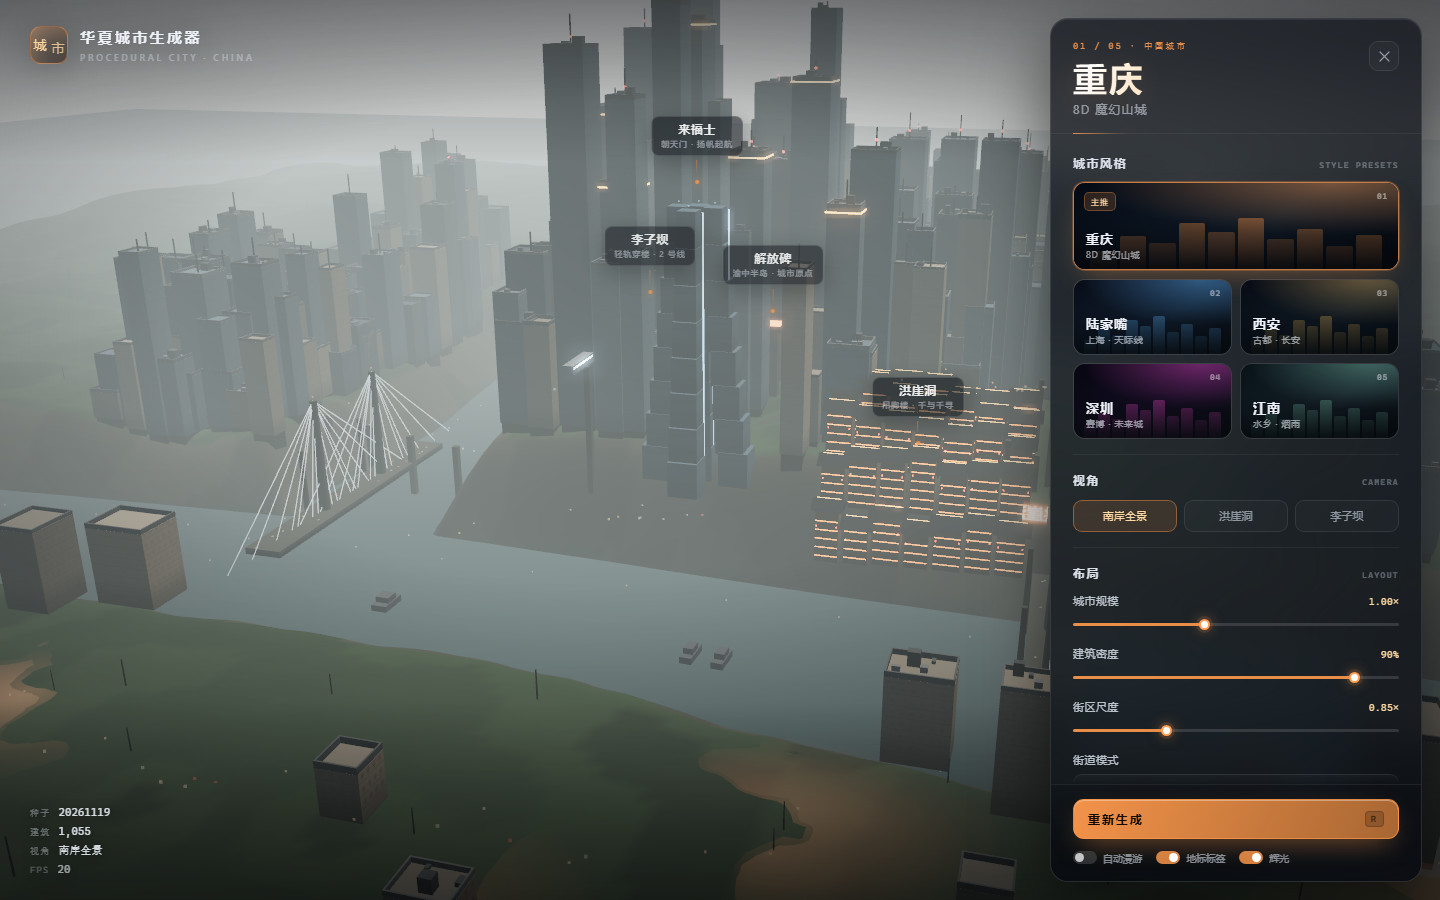 城市
华夏城市生成器
PROCEDURAL CITY · CHINA
来福士
朝天门 · 扬帆起航
李子坝
轻轨穿楼 · 2 号线
解放碑
渝中半岛 · 城市原点
洪崖洞
吊脚楼 · 千与千寻
种子 20261119
建筑 1,055
视角 南岸全景
FPS 20
01 / 05 · 中国城市
重庆
8D 魔幻山城
城市风格 STYLE PRESETS
主推 01
重庆
8D 魔幻山城
02
陆家嘴
上海 · 天际线
03
西安
古都 · 长安
04
深圳
赛博 · 未来城
05
江南
水乡 · 烟雨
视角 CAMERA
南岸全景 洪崖洞 李子坝
布局 LAYOUT
城市规模 1.00×
建筑密度 90%
街区尺度 0.85×
街道模式
重新生成 R
自动漫游 地标标签 辉光